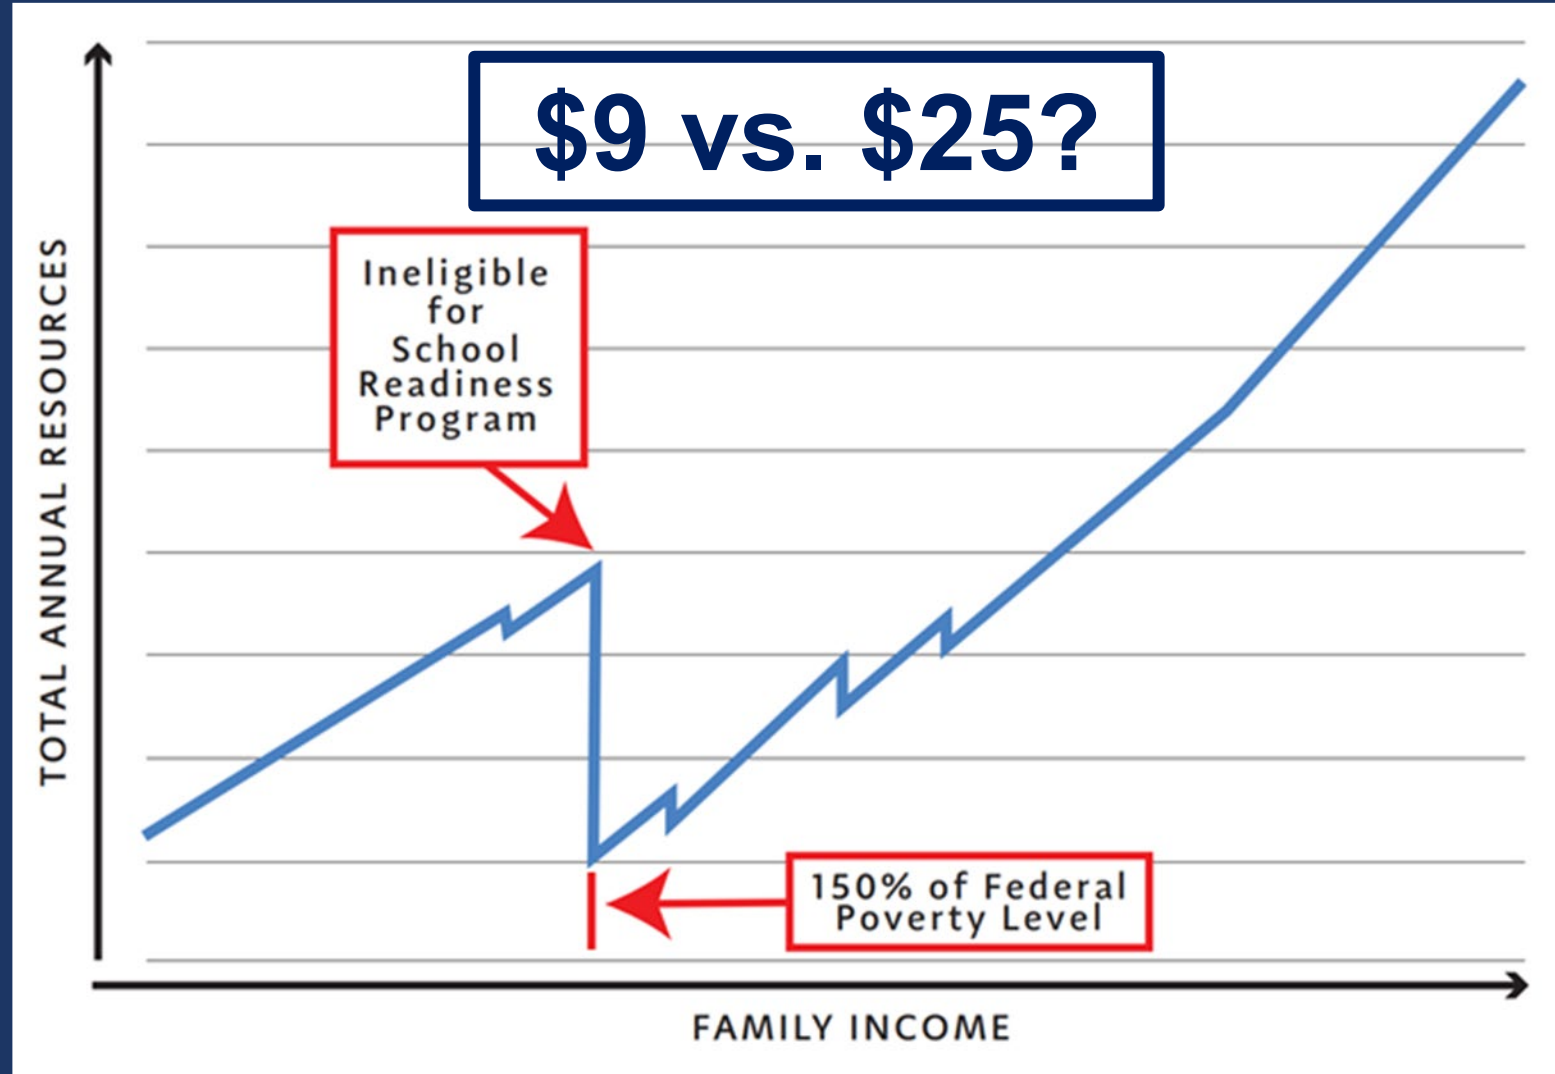 $9 vs. $25?
Ineligible
for
School
Readiness
Program
TOTAL ANNUAL RESOURCES
150% of Federal
Poverty Level
FAMILY INCOME